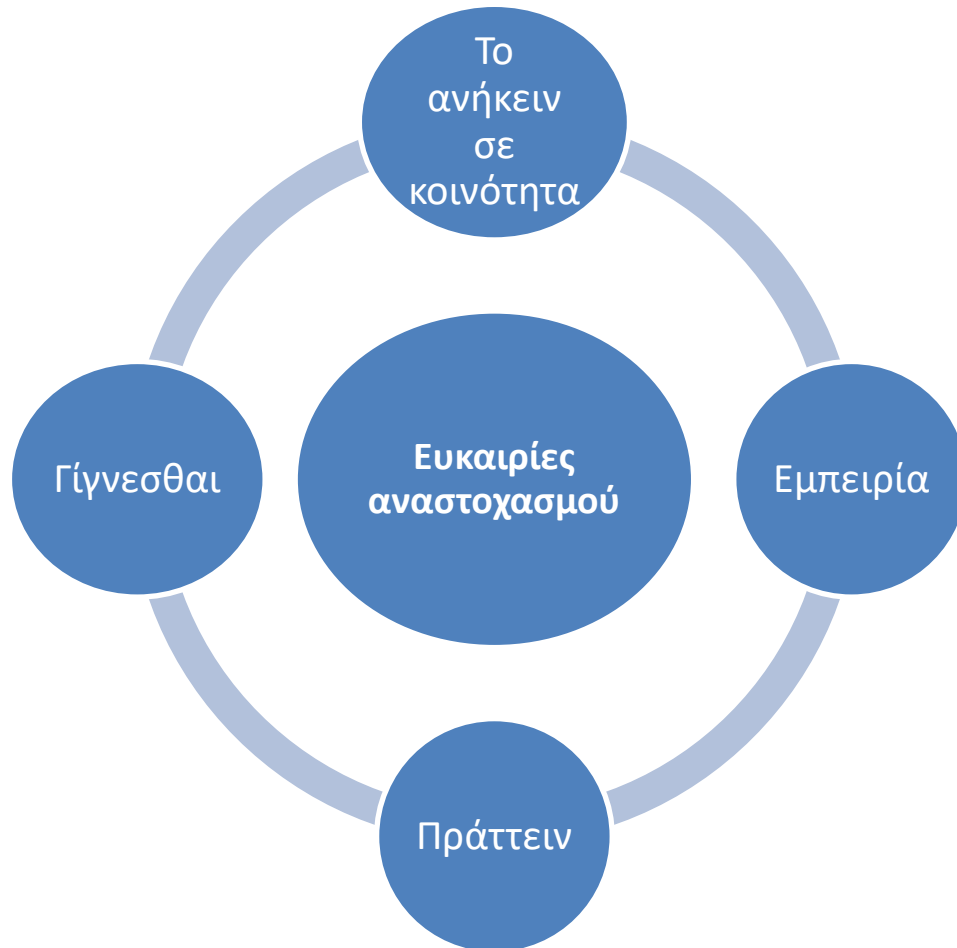 Το
ανήκειν
σε
κοινότητα
Γίγνεσθαι
Ευκαιρίες
αναστοχασμού
Εμπειρία
Πράττειν